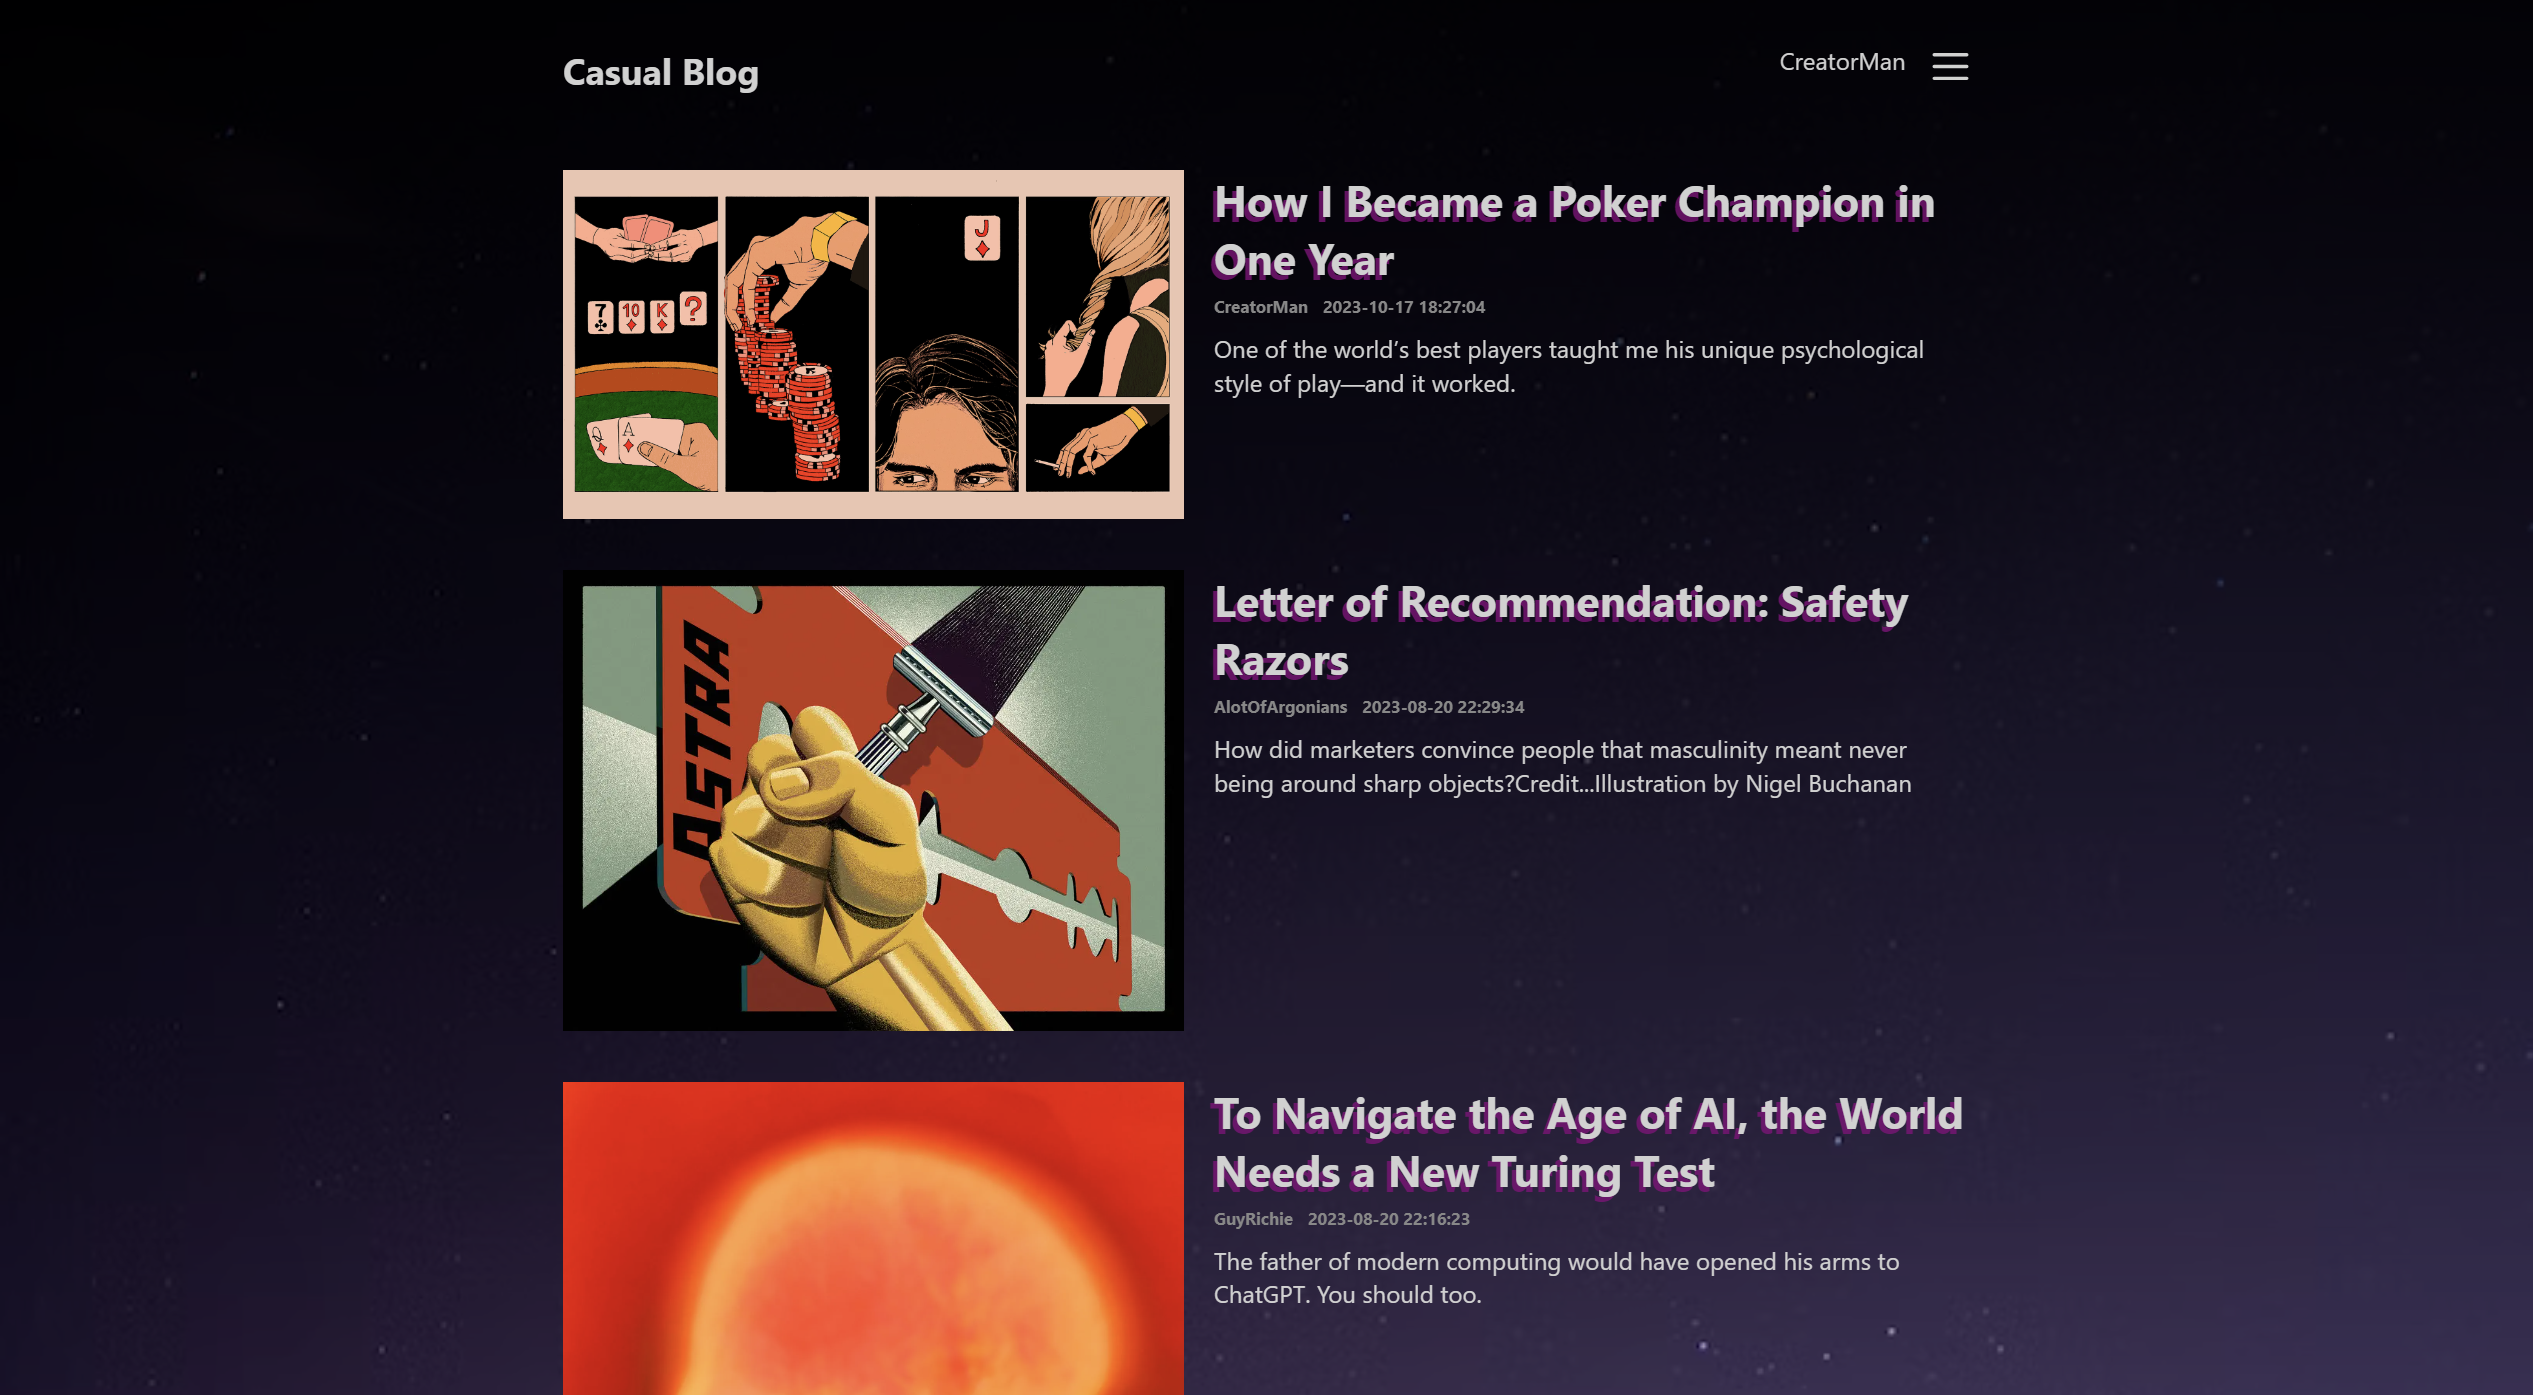 Casual Blog
CreatorMan
How I Became a Poker Champion in
One Year
CreatorMan 2023-10-17 18:27:04
One of the world’s best players taught me his unique psychological
style of play—and it worked.
J
7 10 K ?
Q A
Letter of Recommendation: Safety
Razors
AlotOfArgonians 2023-08-20 22:29:34
How did marketers convince people that masculinity meant never
being around sharp objects?Credit...Illustration by Nigel Buchanan
ASTRA
To Navigate the Age of AI, the World
Needs a New Turing Test
GuyRichie 2023-08-20 22:16:23
The father of modern computing would have opened his arms to
ChatGPT. You should too.